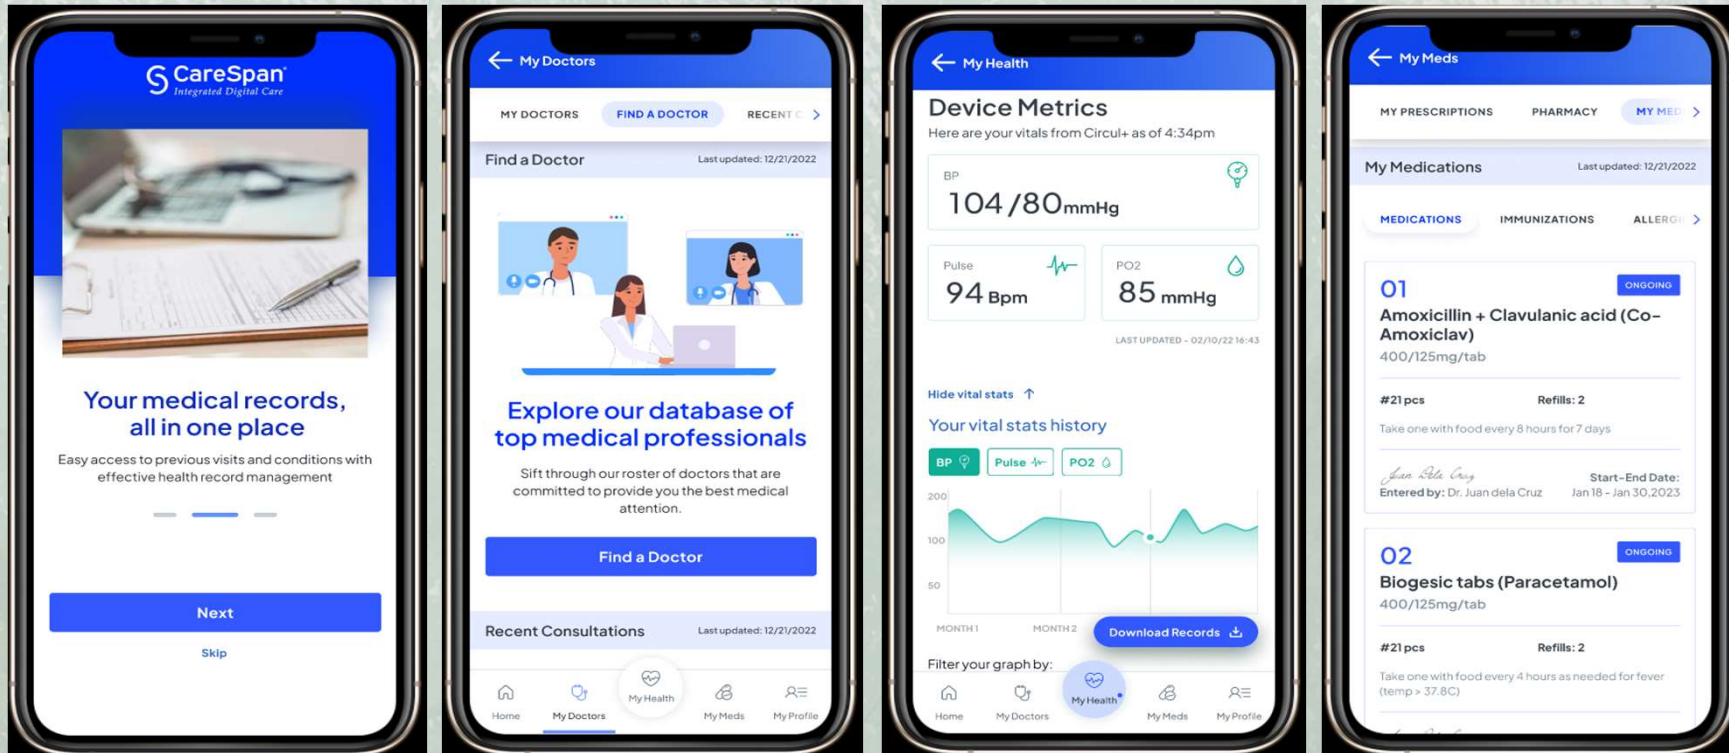 CareSpan®
Integrated Digital Care
Your medical records,
all in one place
Easy access to previous visits and conditions with
effective health record management
Next
Skip
My Doctors
MY DOCTORS FIND A DOCTOR RECENT C
Find a Doctor Last updated: 12/21/2022
Explore our database of
top medical professionals
Sift through our roster of doctors that are
committed to provide you the best medical
attention.
Find a Doctor
Recent Consultations Last updated: 12/21/2022
Home My Doctors My Health My Meds My Profile
My Health
Device Metrics
Here are your vitals from Circul+ as of 4:34pm
BP
104/80mmHg
Pulse
94 Bpm
PO2
85 mmHg
LAST UPDATED - 02/10/22 16:43
Hide vital stats
Your vital stats history
BP Pulse PO2
200
100
50
MONTH 1 MONTH 2
Download Records
Filter your graph by:
Home My Doctors My Health My Meds My Profile
My Meds
MY PRESCRIPTIONS PHARMACY MY MED
My Medications Last updated: 12/21/2022
MEDICATIONS IMMUNIZATIONS ALLERGI
01 ONGOING
Amoxicillin + Clavulanic acid (Co-
Amoxiclav)
400/125mg/tab
#21 pcs Refills: 2
Take one with food every 8 hours for 7 days
Juan Dela Cruz
Start-End Date:
Entered by: Dr. Juan dela Cruz Jan 18 - Jan 30,2023
02 ONGOING
Biogesic tabs (Paracetamol)
400/125mg/tab
#21 pcs Refills: 2
Take one with food every 4 hours as needed for fever
(temp > 37.8C)